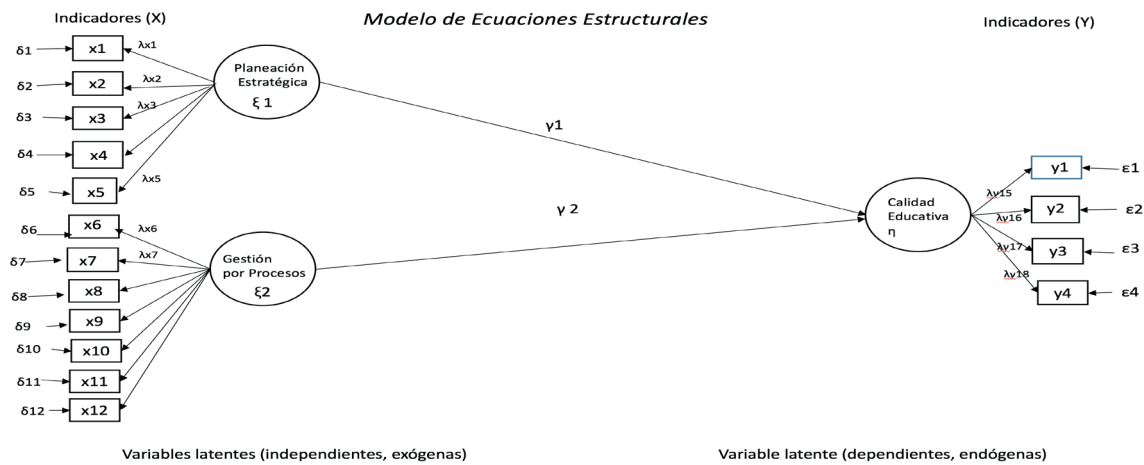 Modelo de Ecuaciones Estructurales
Indicadores (X)
Indicadores (Y)
δ1
x1
λx1
δ2
x2
λx2
δ3
x3
λx3
δ4
x4
δ5
x5
λx5
Planeación
Estratégica
ξ 1
δ6
x6
λx6
δ7
x7
λx7
δ8
x8
δ9
x9
δ10
x10
δ11
x11
δ12
x12
Gestión
por Procesos
ξ2
γ1
γ 2
Calidad
Educativa
η
λy15
y1
ε1
λy16
y2
ε2
λy17
y3
ε3
λy18
y4
ε4
Variables latentes (independientes, exógenas)
Variable latente (dependientes, endógenas)